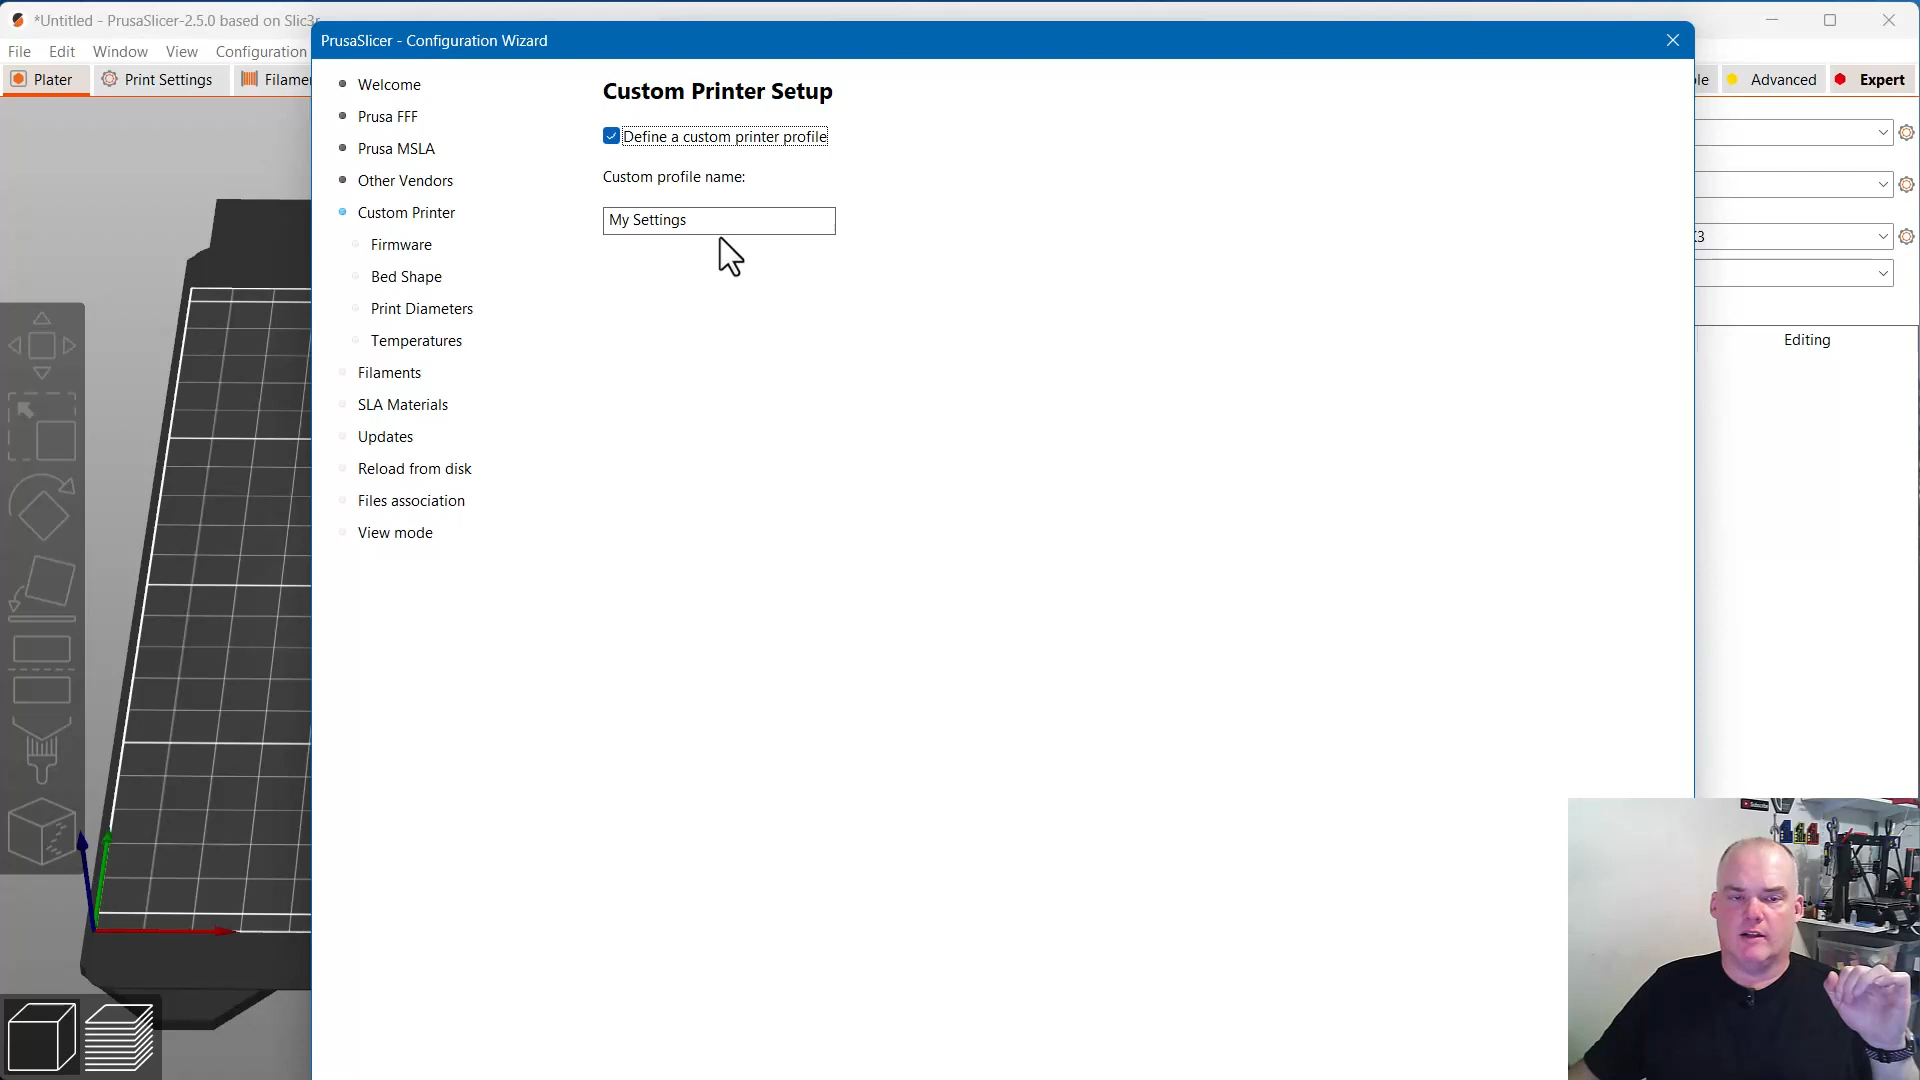 *Untitled - PrusaSlicer-2.5.0 based on Slic3r
PrusaSlicer - Configuration Wizard
File Edit Window View Configuration
Plater Print Settings
Advanced Expert
Welcome
Prusa FFF
Prusa MSLA
Other Vendors
Custom Printer
Firmware
Bed Shape
Print Diameters
Temperatures
Filaments
SLA Materials
Updates
Reload from disk
Files association
View mode
Custom Printer Setup
Define a custom printer profile
Custom profile name:
My Settings
Editing